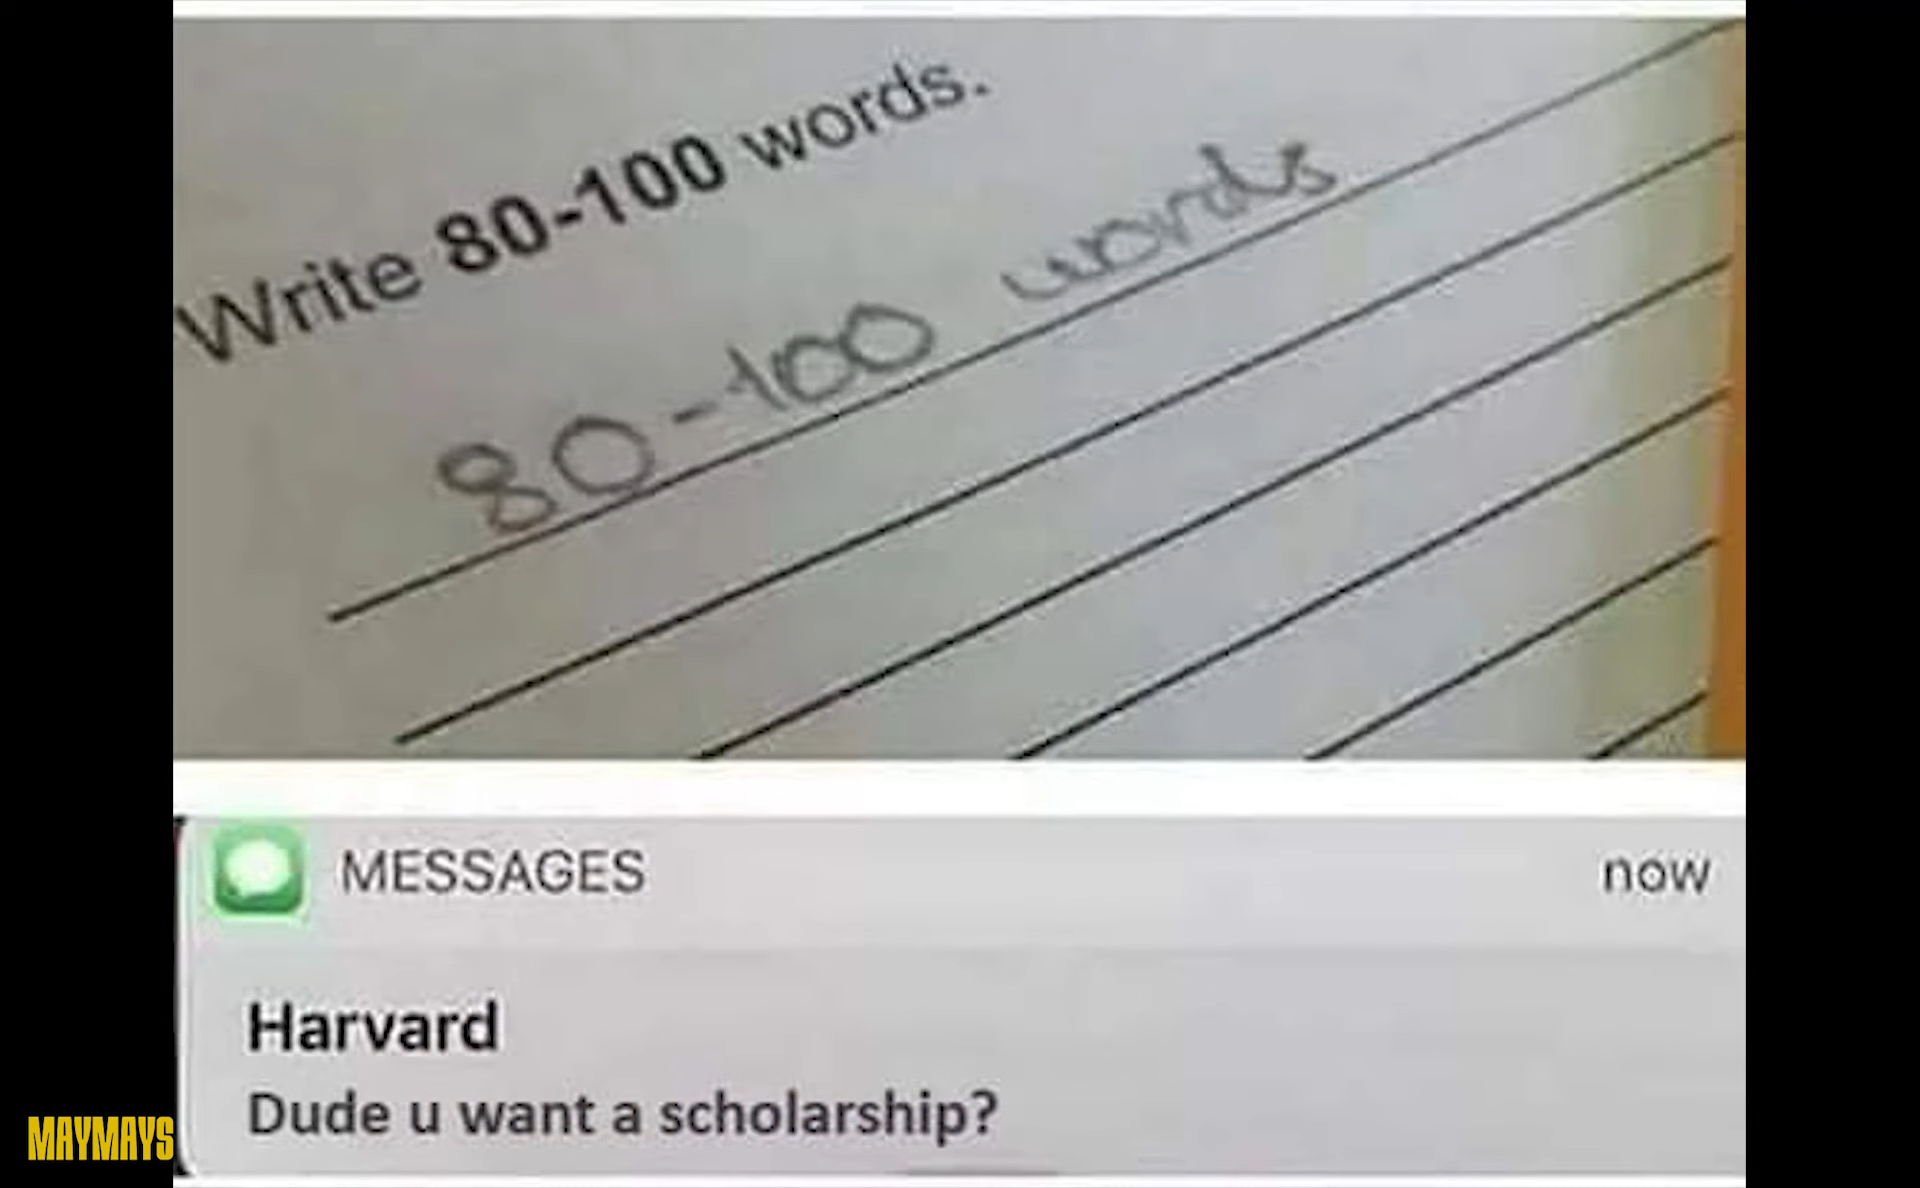 Write 80-100 words.
80-100 words
MESSAGES now
Harvard
Dude u want a scholarship?
MAYMAYS